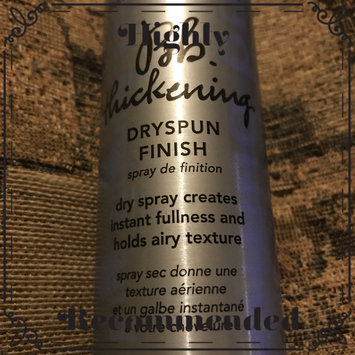 Highly
Bb.
thickening
DRYSPUN
FINISH
spray de finition
dry spray creates
instant fullness and
holds airy texture
spray sec donne une
texture aérienne
et un galbe instantané
Recommended